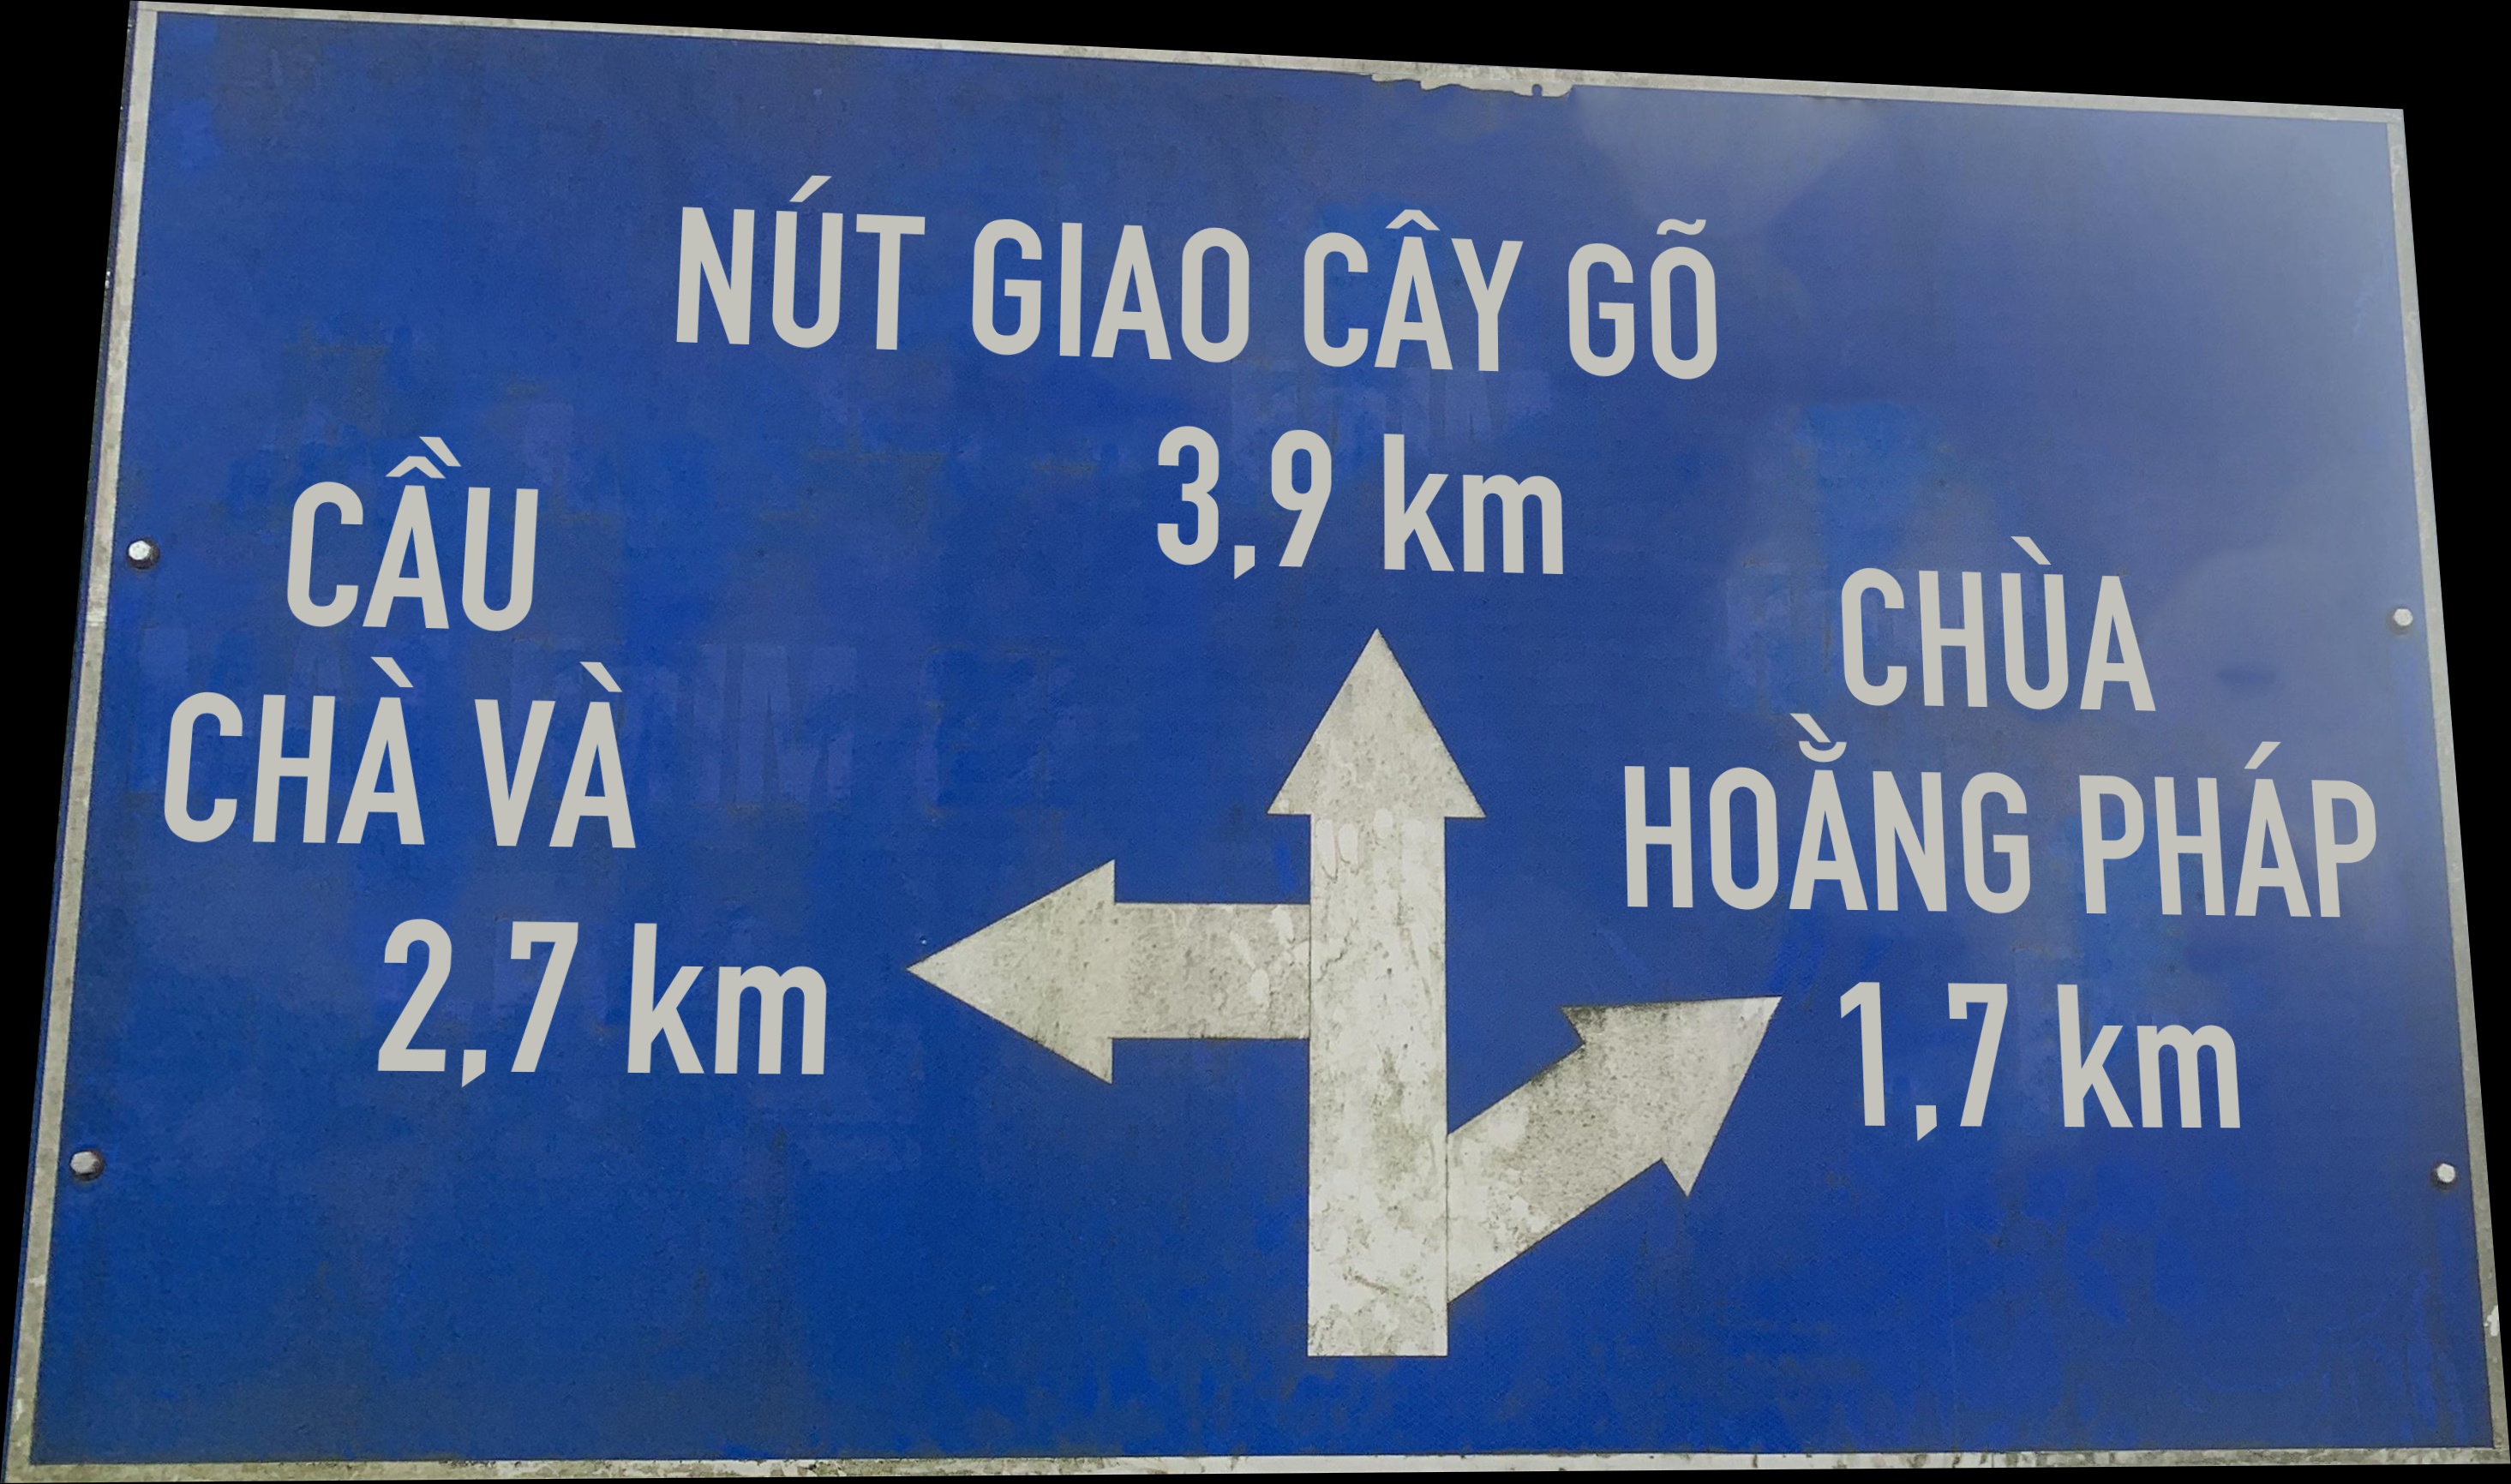 NÚT GIAO CÂY GÕ
3,9 km
CẦU
CHÀ VÀ
2,7 km
CHÙA
HOẰNG PHÁP
1,7 km